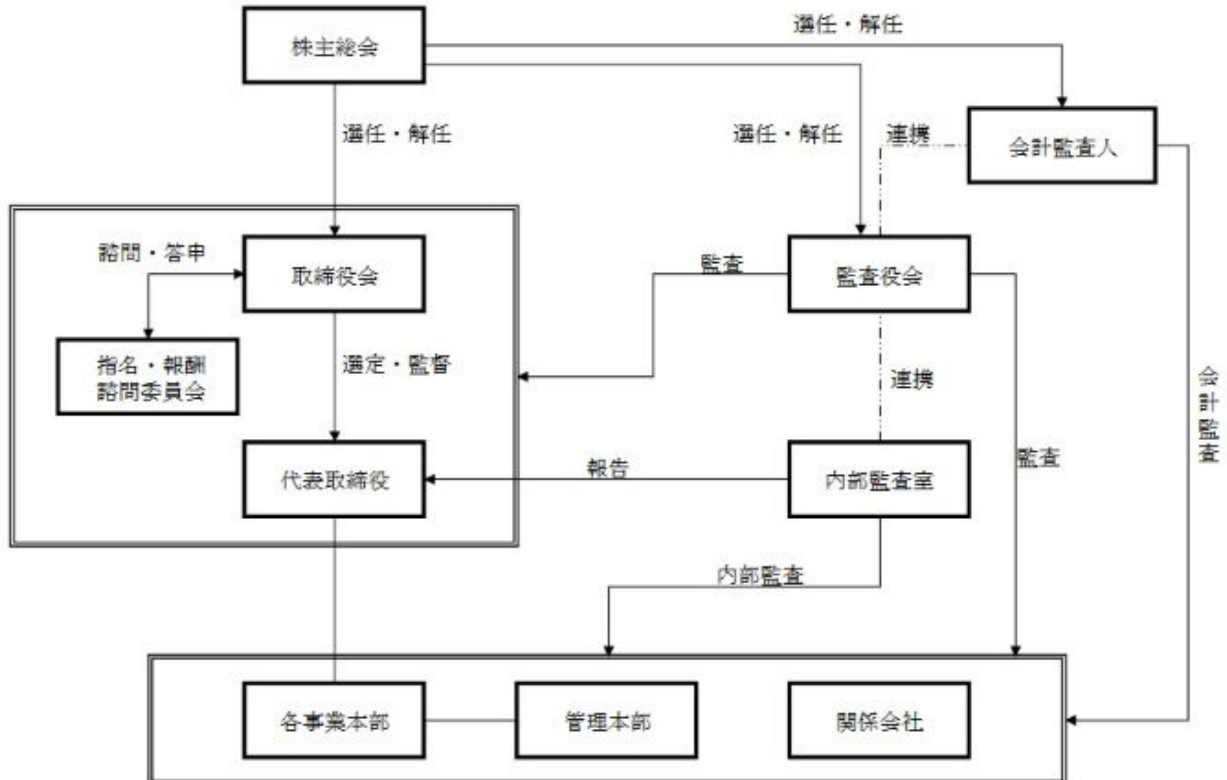 株主総会
選任・解任
選任・解任
選任・解任
連携
会計監査人
諮問・答申
取締役会
監査
監査役会
指名・報酬
諮問委員会
選定・監督
連携
会計監査
代表取締役
報告
内部監査室
監査
内部監査
各事業本部
管理本部
関係会社